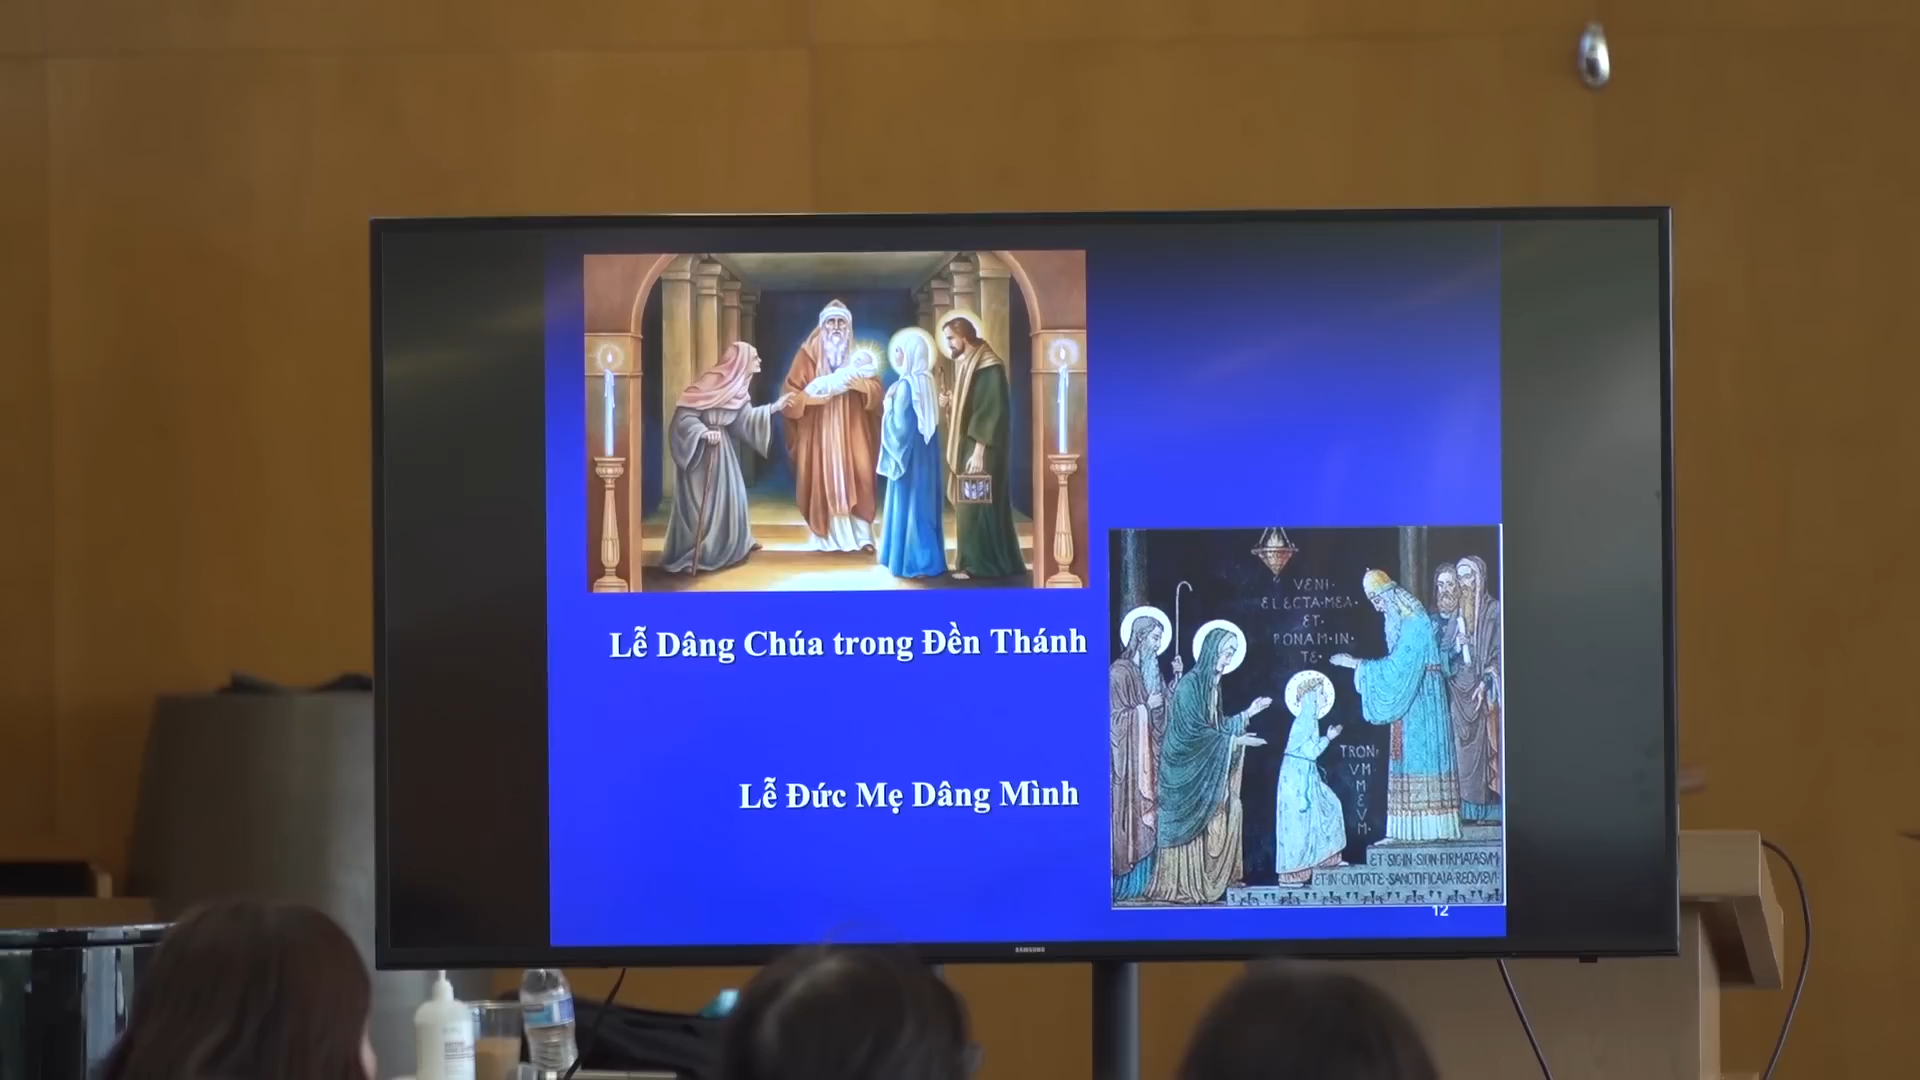 Lễ Dâng Chúa trong Đền Thánh
Lễ Đức Mẹ Dâng Mình
VENI·
ELECTA·MEA·
ET·
PONAM·IN·
TE·
TRON·
VM·
M
E
V
M·
ET·SIC·IN·SION·FIRMATA·SVM
ET·IN·CIVITATE·SANCTIFICATA·REQVIEVI
12
SAMSUNG